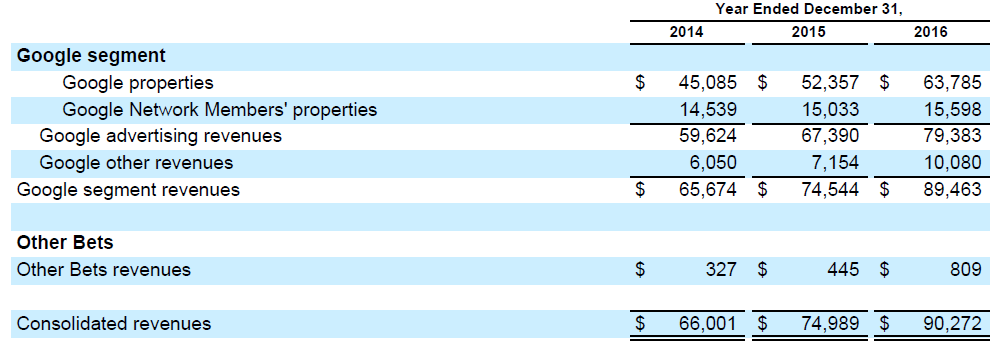 Year Ended December 31,
2014 2015 2016
Google segment
Google properties $ 45,085 $ 52,357 $ 63,785
Google Network Members' properties 14,539 15,033 15,598
Google advertising revenues 59,624 67,390 79,383
Google other revenues 6,050 7,154 10,080
Google segment revenues $ 65,674 $ 74,544 $ 89,463
Other Bets
Other Bets revenues $ 327 $ 445 $ 809
Consolidated revenues $ 66,001 $ 74,989 $ 90,272